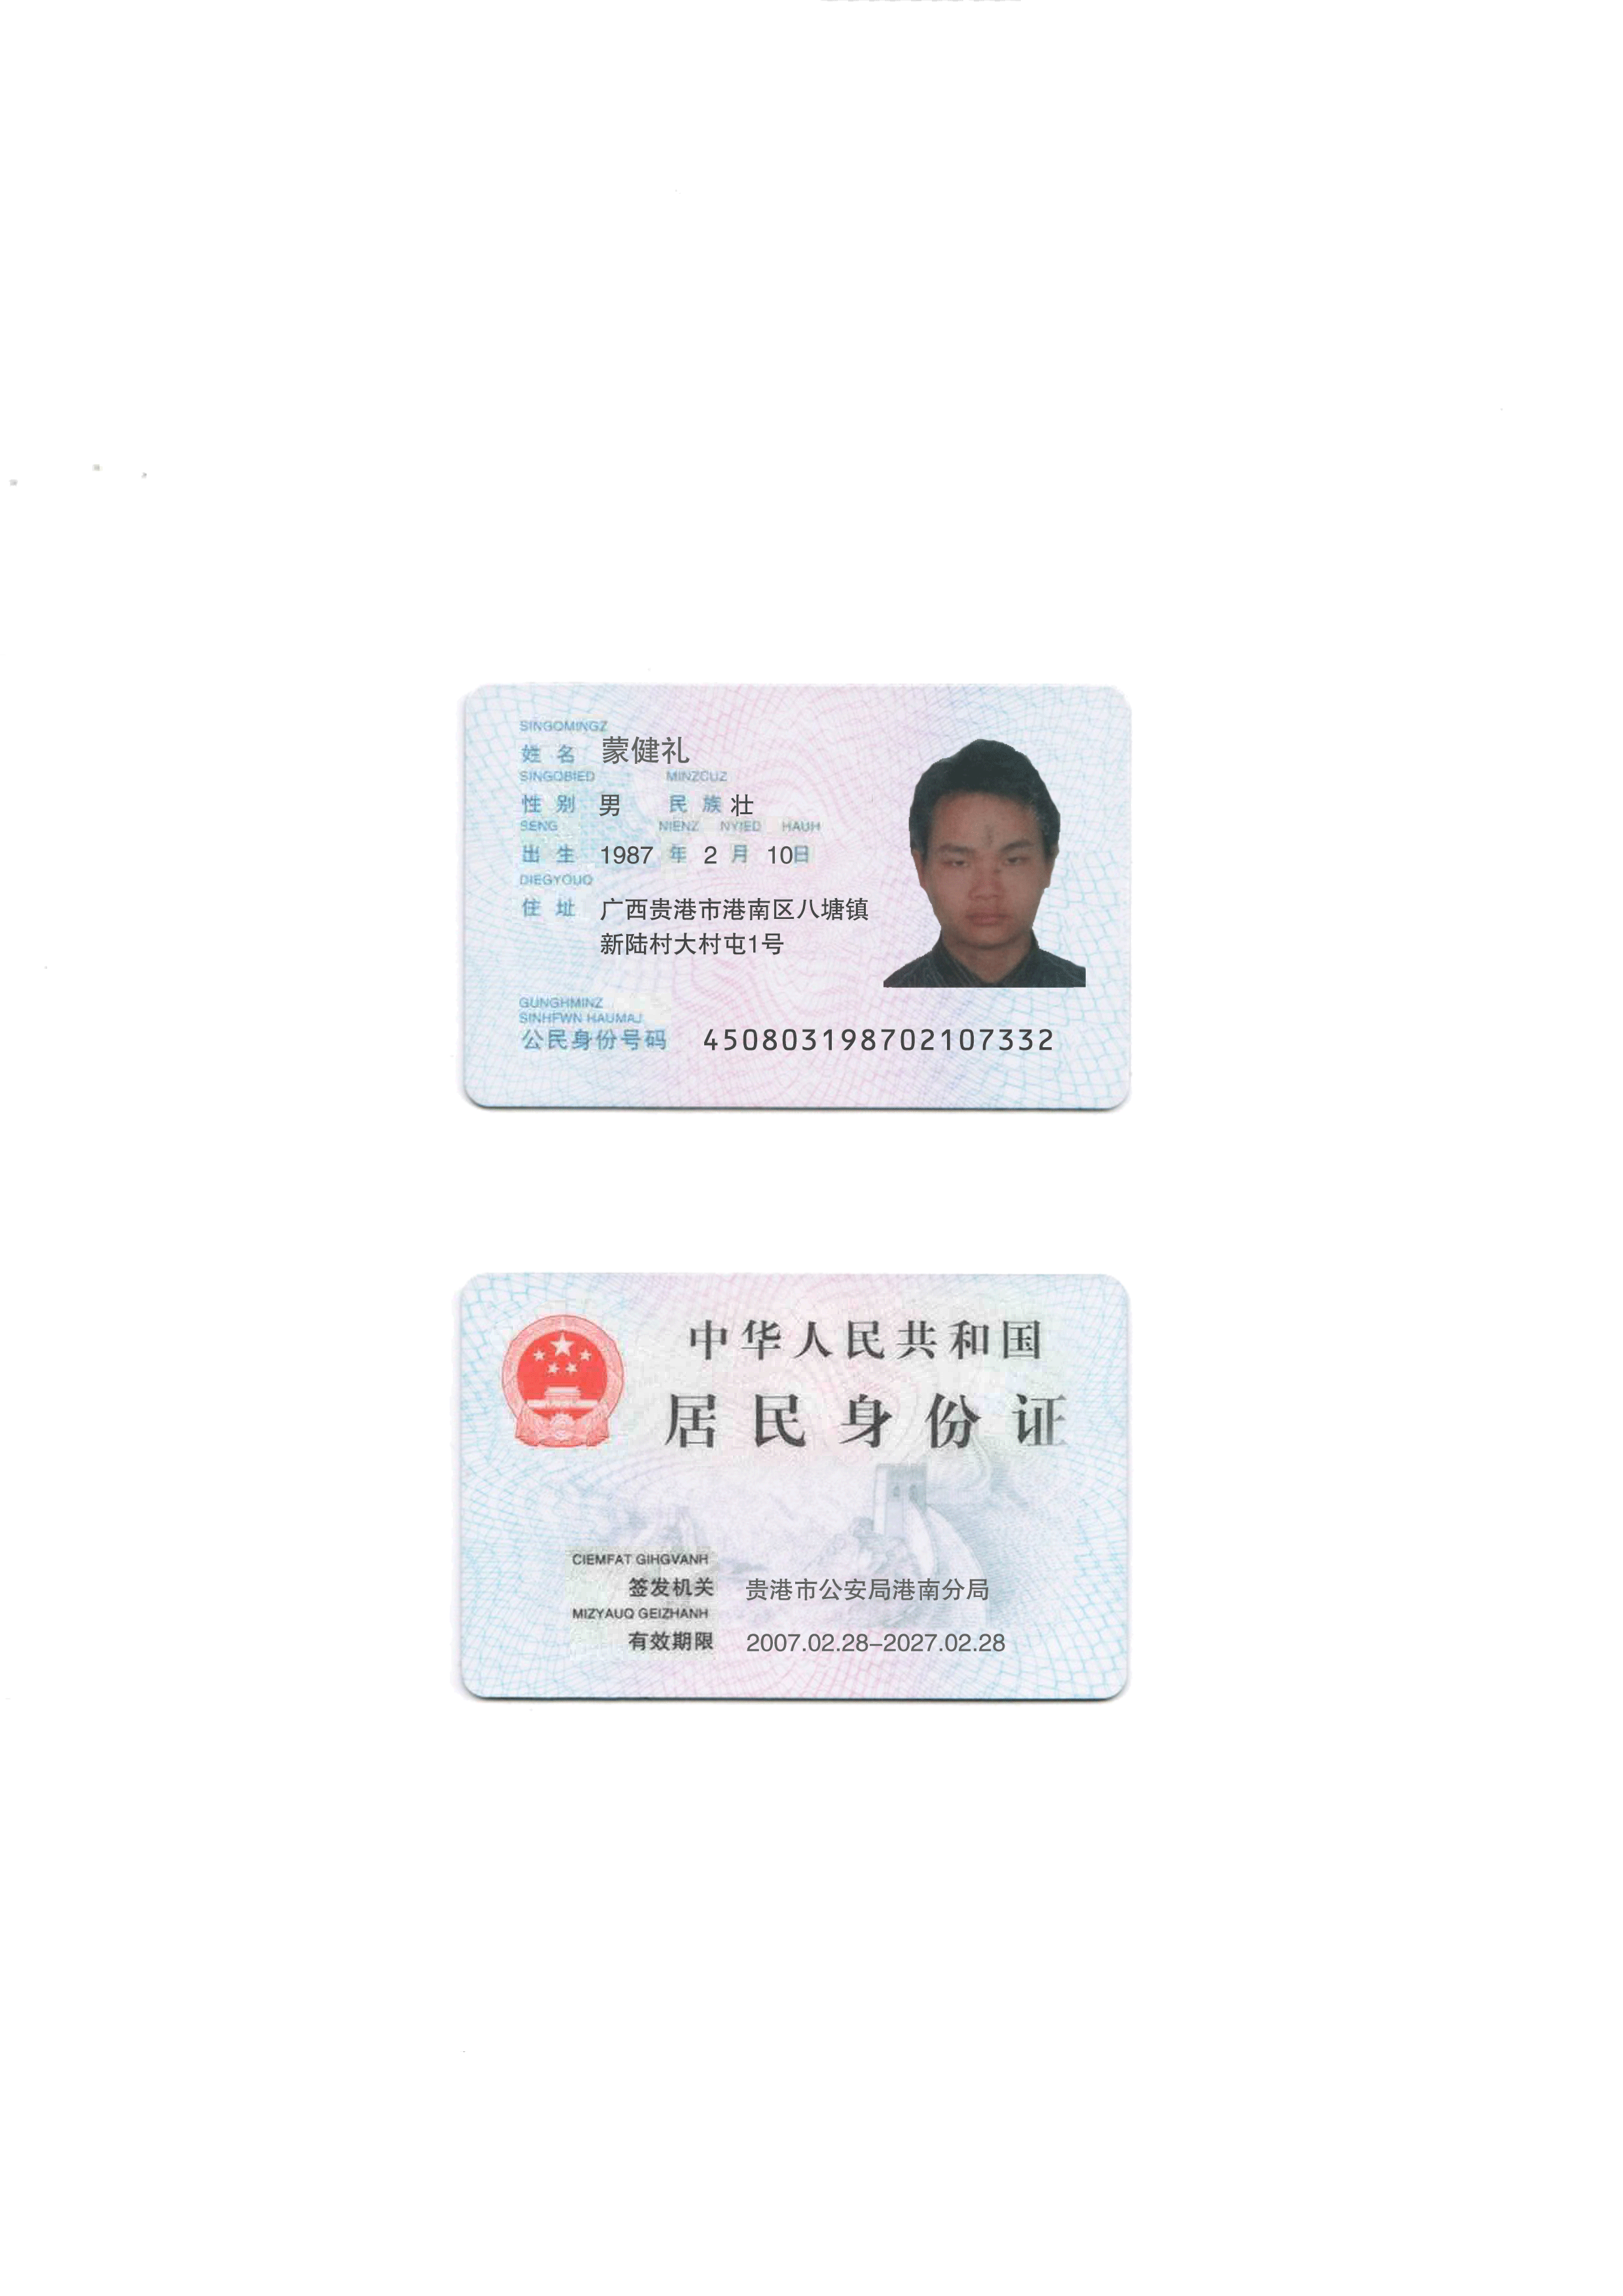 SINGQMINGZ
姓名 蒙健礼
SINGQBIED MINZCUZ
性别 男 民族 壮
SENG NIENZ NYIED HAUH
出生 1987 年 2 月 10日
DIEGYOUQ
住址 广西贵港市港南区八塘镇
新陆村大村屯1号
GUNGHMINZ
SINHFWN HAUMAJ
公民身份号码 450803198702107332
中华人民共和国
居民身份证
CIEMFAT GIHGVANH
签发机关 贵港市公安局港南分局
MIZYAUQ GEIZHANH
有效期限 2007.02.28-2027.02.28